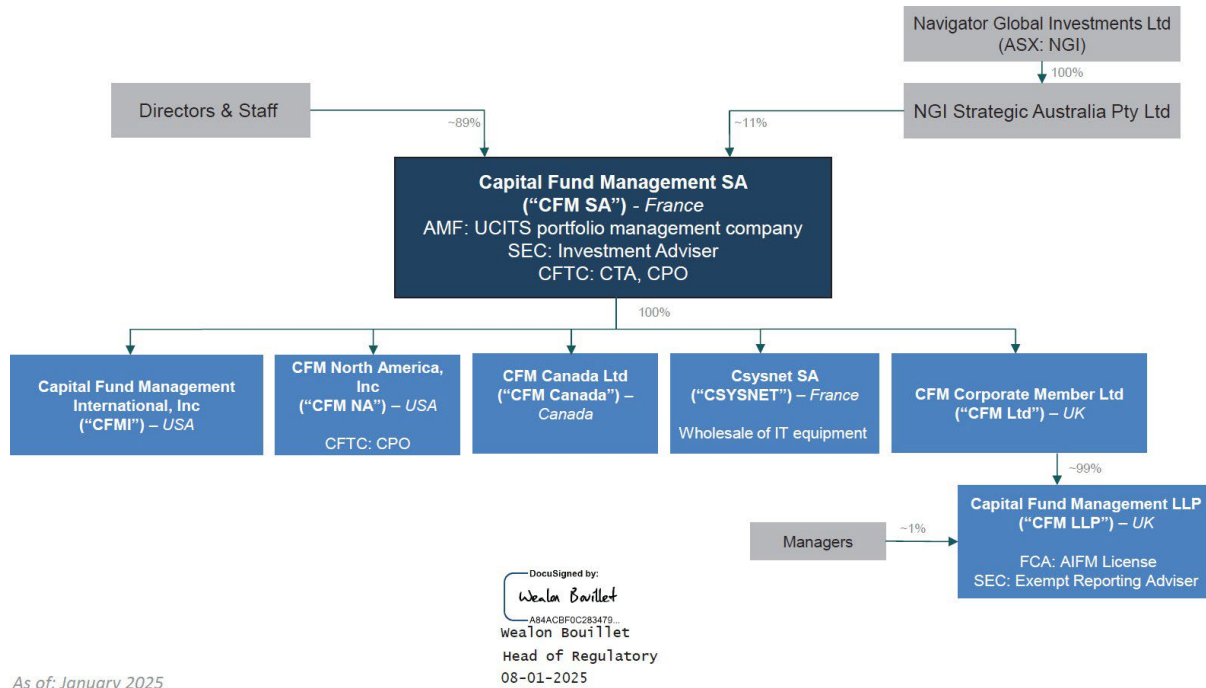 Navigator Global Investments Ltd
(ASX: NGI)
100%
Directors & Staff
NGI Strategic Australia Pty Ltd
~89%
~11%
Capital Fund Management SA
(“CFM SA”) - France
AMF: UCITS portfolio management company
SEC: Investment Adviser
CFTC: CTA, CPO
100%
Capital Fund Management
International, Inc
(“CFMI”) – USA
CFM North America,
Inc
(“CFM NA”) – USA
CFTC: CPO
CFM Canada Ltd
(“CFM Canada”) –
Canada
Csysnet SA
(“CSYSNET”) – France
Wholesale of IT equipment
CFM Corporate Member Ltd
(“CFM Ltd”) – UK
~99%
Capital Fund Management LLP
(“CFM LLP”) – UK
FCA: AIFM License
SEC: Exempt Reporting Adviser
Managers
~1%
DocuSigned by:
Wealon Bouillet
A84ACBF0C283479...
Wealon Bouillet
Head of Regulatory
08-01-2025
As of: January 2025